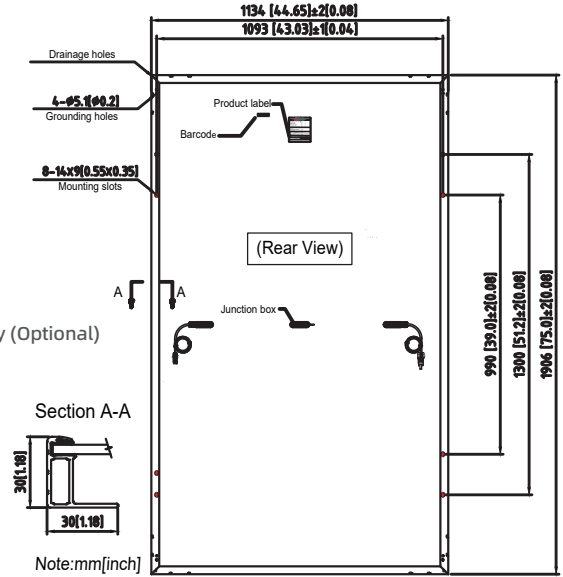 1134 [44.65]±2[0.08]
1093 [43.03]±1[0.04]
Drainage holes
4-Ø5.1[Ø0.2]
Grounding holes
Product label
Barcode
8-14x9[0.55x0.35]
Mounting slots
(Rear View)
A
A
Junction box
y (Optional)
990 [39.0]±2[0.08]
1300 [51.2]±2[0.08]
1906 [75.0]±2[0.08]
Section A-A
30[1.18]
30[1.18]
Note:mm[inch]